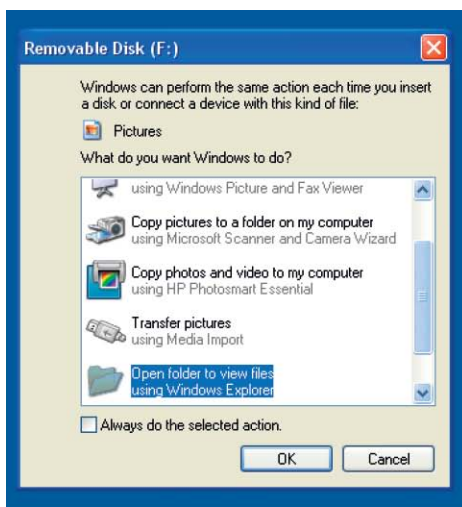 Removable Disk (F:)
Windows can perform the same action each time you insert
a disk or connect a device with this kind of file:
Pictures
What do you want Windows to do?
using Windows Picture and Fax Viewer
Copy pictures to a folder on my computer
using Microsoft Scanner and Camera Wizard
Copy photos and video to my computer
using HP Photosmart Essential
Transfer pictures
using Media Import
Open folder to view files
using Windows Explorer
Always do the selected action.
OK
Cancel